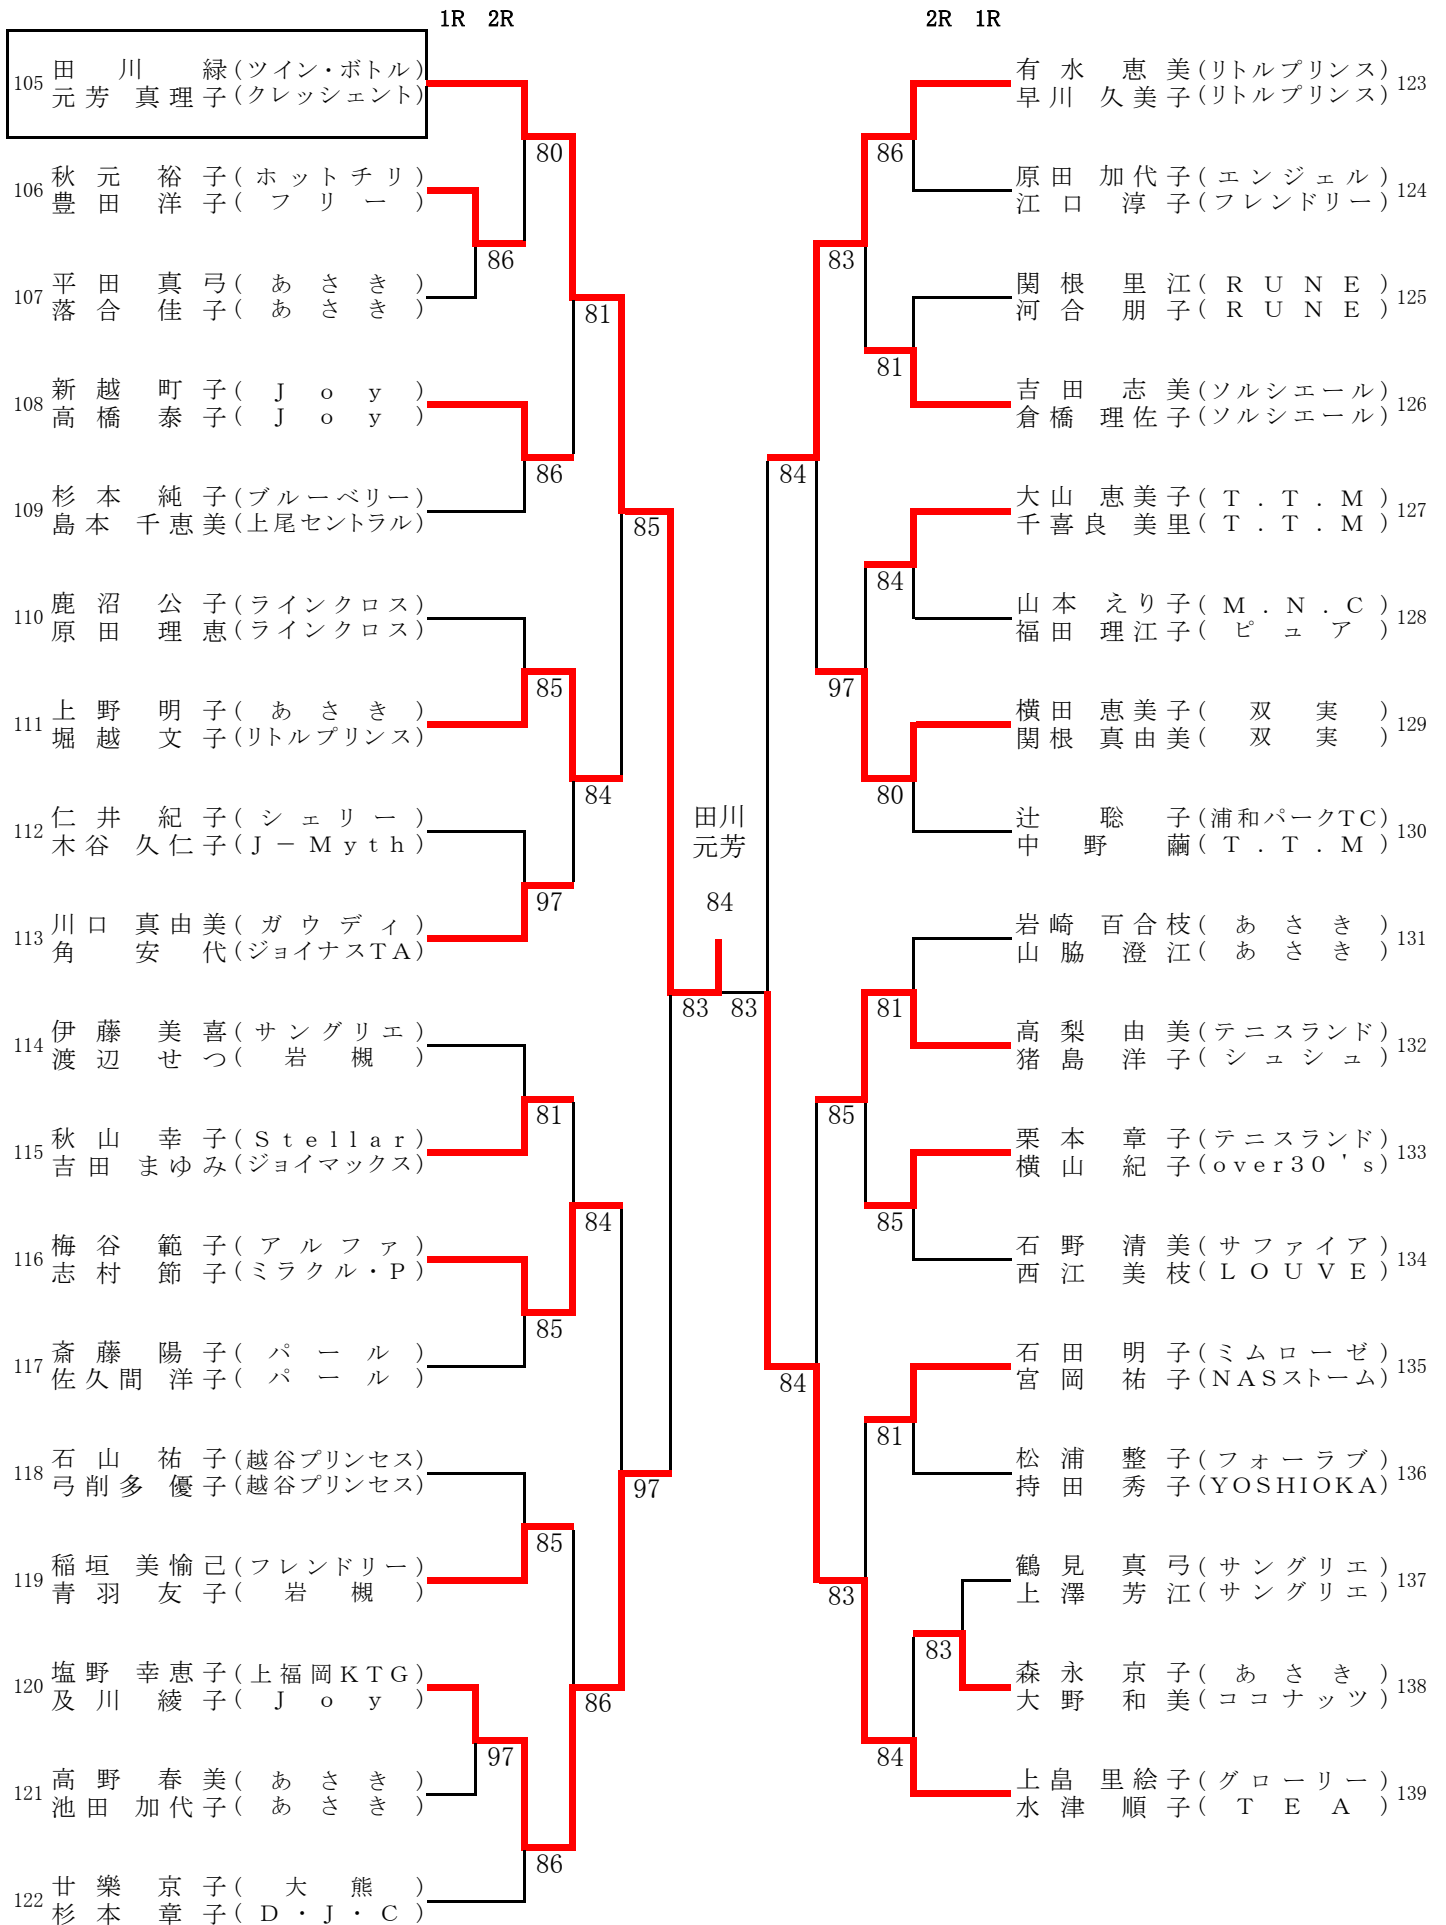 1R 2R
105 田川 緑(ツイン・ボトル)
元芳 真理子(クレッシェント)
80
106 秋元 裕子(ホットチリ)
豊田 洋子(フリー)
86
107 平田 真弓(あさき)
落合 佳子(あさき)
81
108 新越 町子(Joy)
高橋 泰子(Joy)
86
109 杉本 純子(ブルーベリー)
島本 千恵美(上尾セントラル)
85
110 鹿沼 公子(ラインクロス)
原田 理恵(ラインクロス)
85
111 上野 明子(あさき)
堀越 文子(リトルプリンス)
84
112 仁井 紀子(シェリー)
木谷 久仁子(J-Myth)
97
113 川口 真由美(ガウディ)
角 安代(ジョイナスTA)
114 伊藤 美喜(サングリエ)
渡辺 せつ(岩槻)
81
115 秋山 幸子(Stellar)
吉田 まゆみ(ジョイマックス)
84
116 梅谷 範子(アルファ)
志村 節子(ミラクル・P)
85
117 斎藤 陽子(パール)
佐久間 洋子(パール)
118 石山 祐子(越谷プリンセス)
弓削多 優子(越谷プリンセス)
97
85
119 稲垣 美愉己(フレンドリー)
青羽 友子(岩槻)
120 塩野 幸恵子(上福岡KTG)
及川 綾子(Joy)
86
97
121 高野 春美(あさき)
池田 加代子(あさき)
86
122 廿樂 京子(大熊)
杉本 章子(D・J・C)
田川
元芳
84
83 83
2R 1R
有水 恵美(リトルプリンス) 123
早川 久美子(リトルプリンス)
86
原田 加代子(エンジェル) 124
江口 淳子(フレンドリー)
83
関根 里江(RUNE) 125
河合 朋子(RUNE)
81
吉田 志美(ソルシエール) 126
倉橋 理佐子(ソルシエール)
84
大山 恵美子(T.T.M) 127
千喜良 美里(T.T.M)
84
山本 えり子(M.N.C) 128
福田 理江子(ピュア)
97
横田 恵美子(双実) 129
関根 真由美(双実)
80
辻 聡子(浦和パークTC) 130
中野 繭(T.T.M)
岩崎 百合枝(あさき) 131
山脇 澄江(あさき)
81
高梨 由美(テニスランド) 132
猪島 洋子(シュシュ)
85
栗本 章子(テニスランド) 133
横山 紀子(over30's)
85
石野 清美(サファイア) 134
西江 美枝(LOUVE)
84
石田 明子(ミムローゼ) 135
宮岡 祐子(NASストーム)
81
松浦 整子(フォーラブ) 136
持田 秀子(YOSHIOKA)
83
鶴見 真弓(サングリエ) 137
上澤 芳江(サングリエ)
83
森永 京子(あさき) 138
大野 和美(ココナッツ)
84
上畠 里絵子(グローリー) 139
水津 順子(TEA)